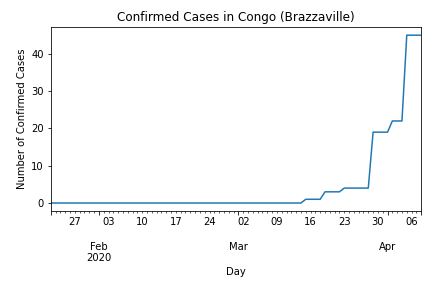 Confirmed Cases in Congo (Brazzaville)
Number of Confirmed Cases
40
30
20
10
0
27 03 10 17 24 02 09 16 23 30 06
Feb Mar Apr
2020
Day